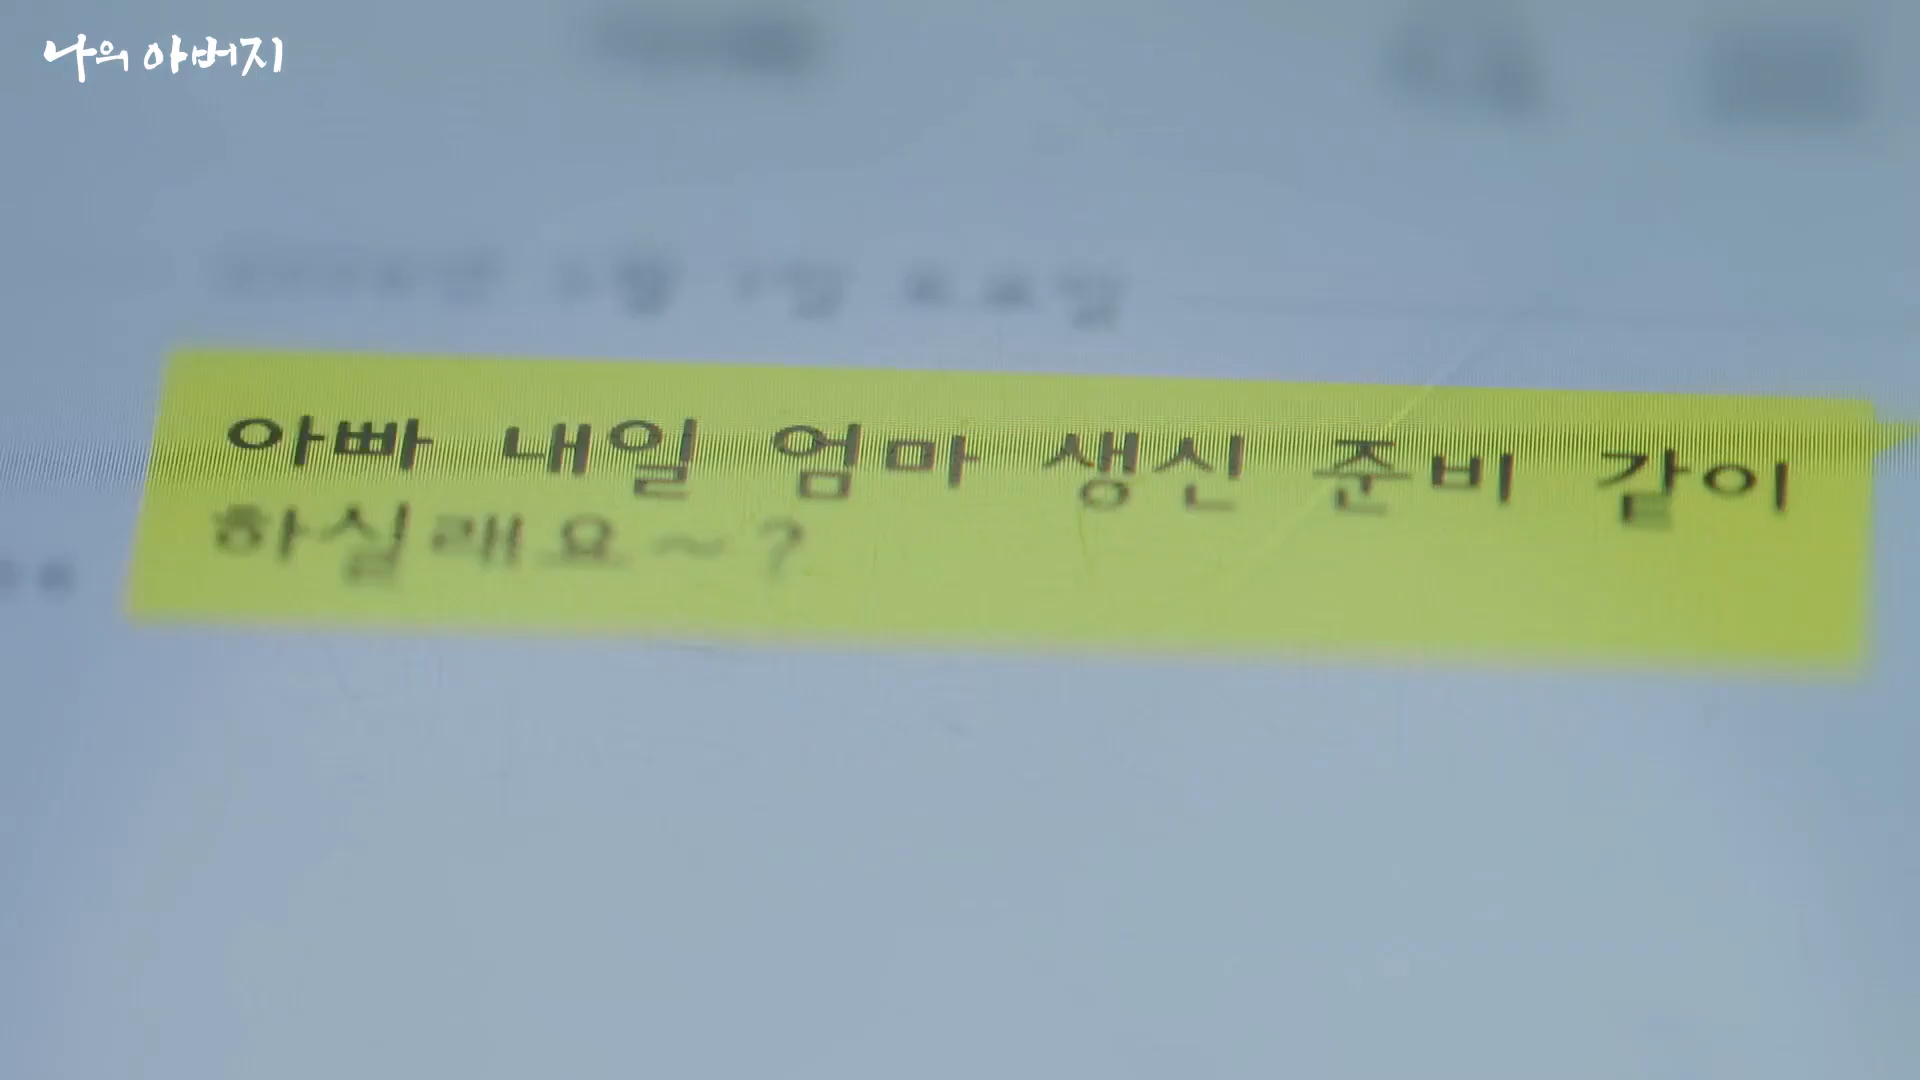 나의 아버지
아빠 내일 엄마 생신 준비 같이
하실래요~?